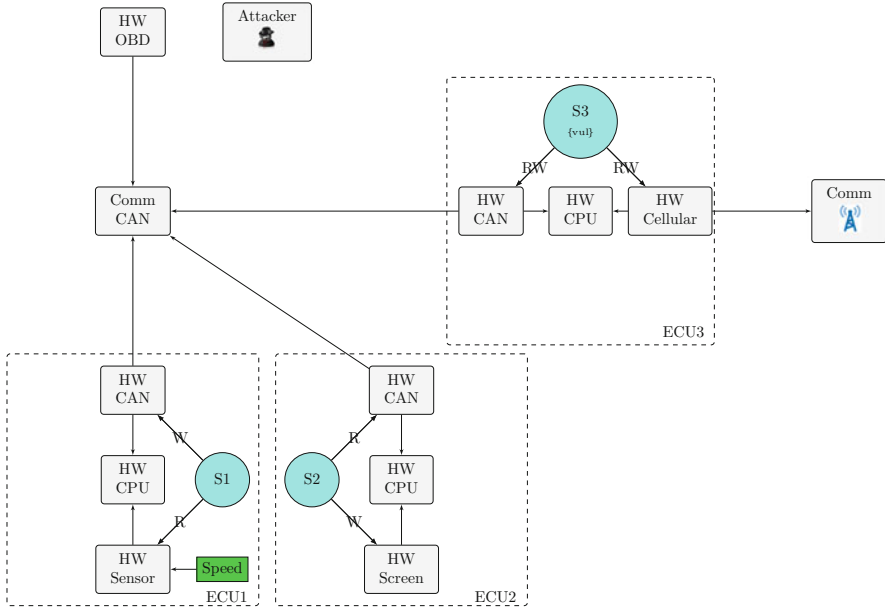 HW
OBD
Attacker
S3
{vul}
RW
RW
Comm
CAN
HW
CAN
HW
CPU
HW
Cellular
Comm
ECU3
HW
CAN
HW
CAN
W
R
HW
CPU
S1
S2
HW
CPU
R
W
HW
Sensor
Speed
HW
Screen
ECU1
ECU2